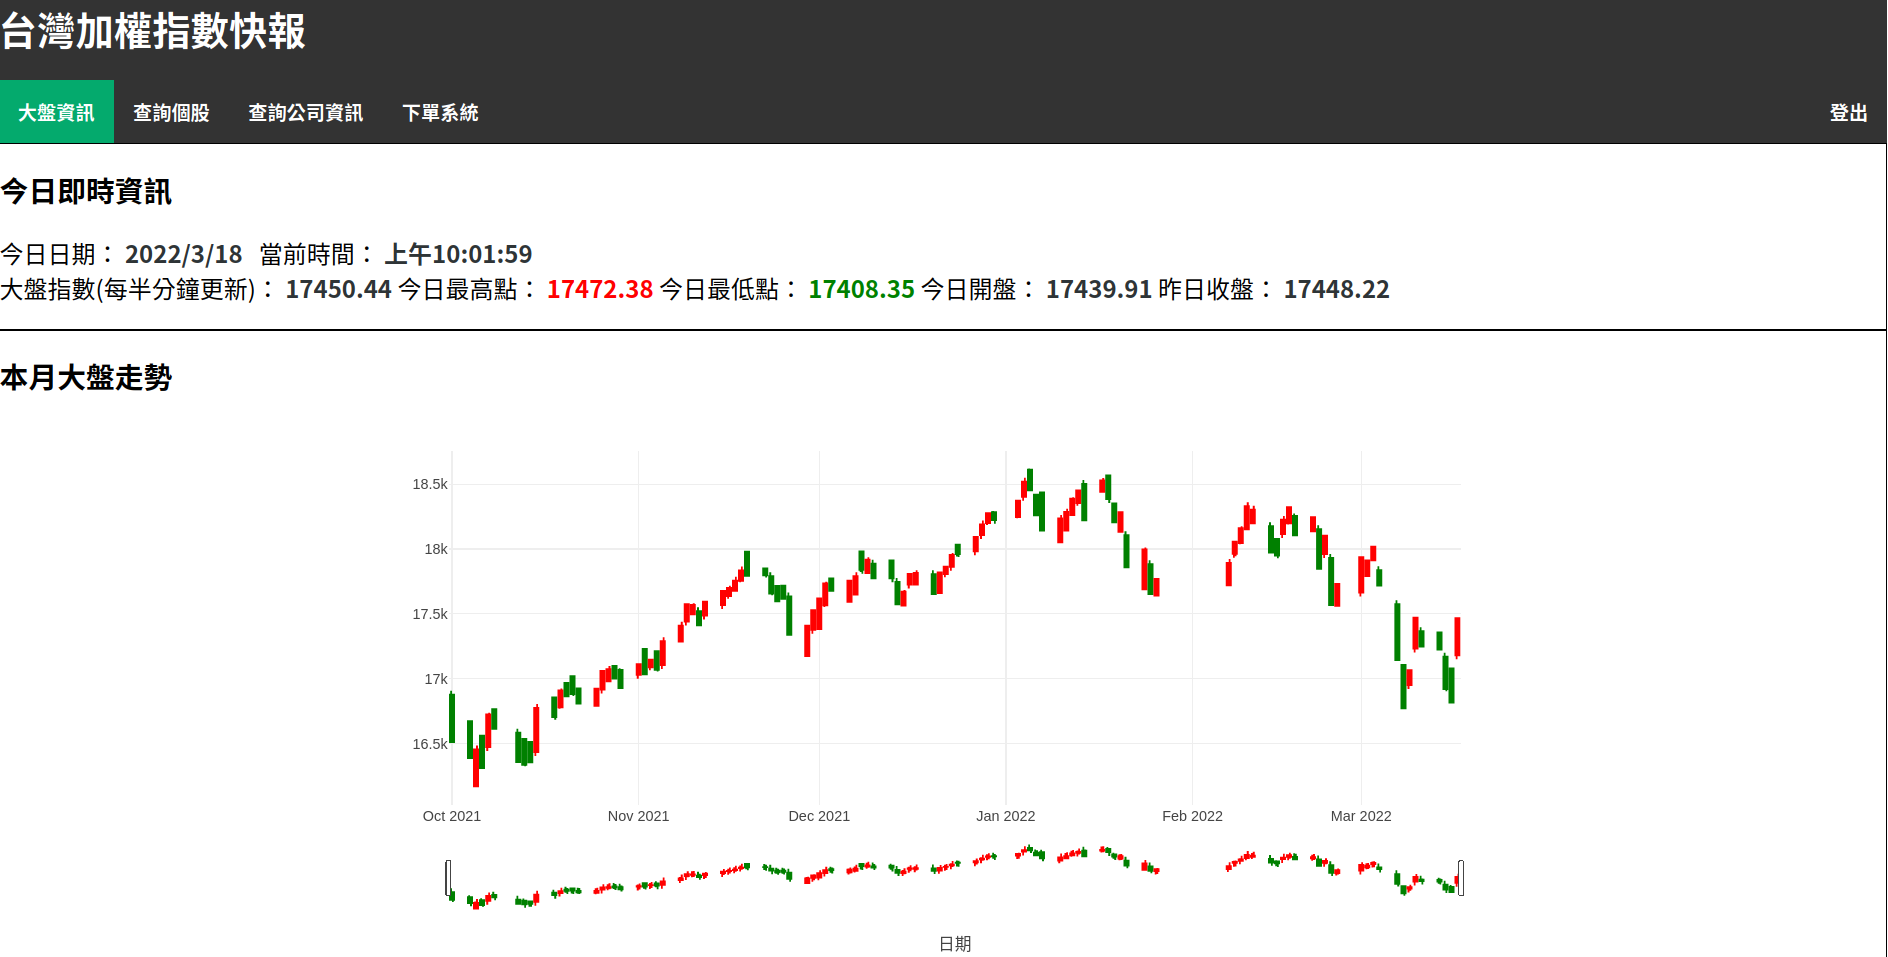 台灣加權指數快報
大盤資訊 查詢個股 查詢公司資訊 下單系統 登出
今日即時資訊
今日日期： 2022/3/18 當前時間： 上午10:01:59
大盤指數(每半分鐘更新)： 17450.44 今日最高點： 17472.38 今日最低點： 17408.35 今日開盤： 17439.91 昨日收盤： 17448.22
本月大盤走勢
18.5k
18k
17.5k
17k
16.5k
Oct 2021 Nov 2021 Dec 2021 Jan 2022 Feb 2022 Mar 2022
日期